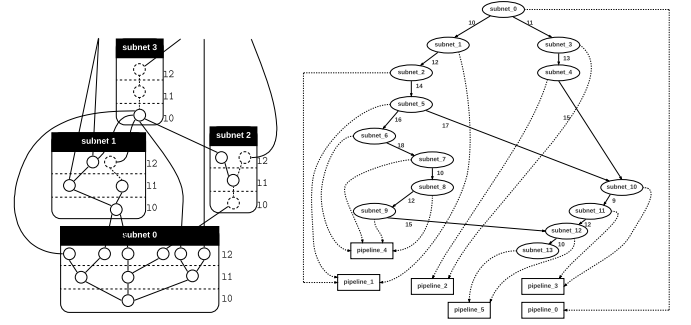 subnet 3
12
11
10
subnet 1
12
11
10
subnet 2
12
11
10
subnet 0
12
11
10
subnet_0
10
11
subnet_1
subnet_3
12
13
subnet_2
subnet_4
14
subnet_5
16
17
15
subnet_6
18
subnet_7
10
subnet_8
subnet_10
12
9
subnet_9
subnet_11
15
12
subnet_12
10
subnet_13
pipeline_4
pipeline_1
pipeline_2
pipeline_3
pipeline_5
pipeline_0